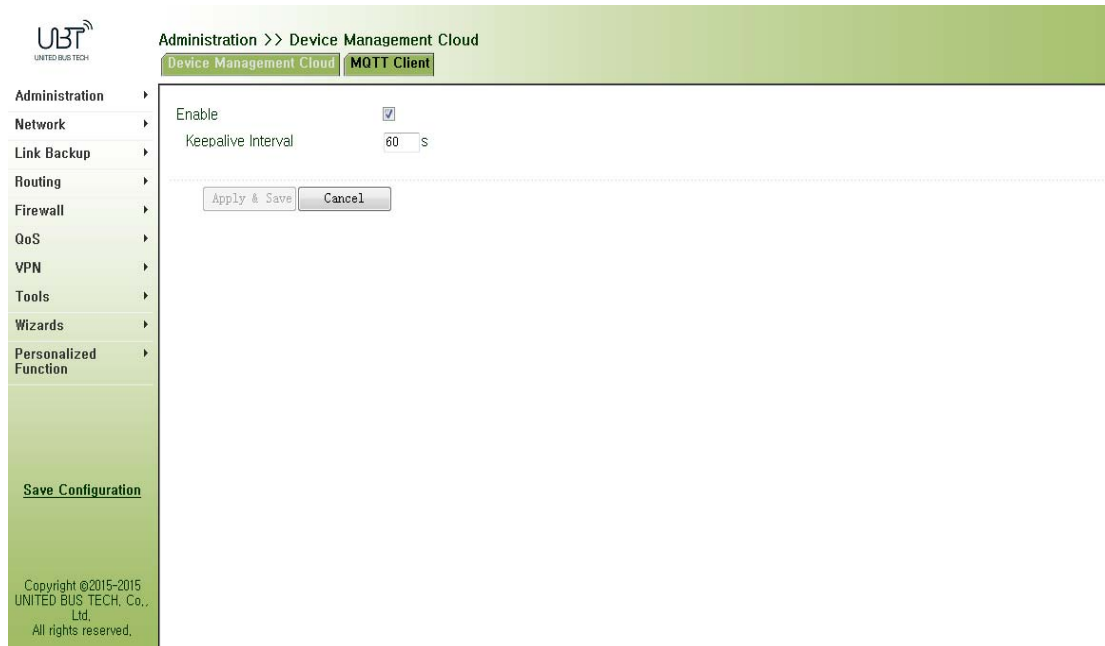 UBT
UNITED BUS TECH
Administration >> Device Management Cloud
Device Management Cloud
MQTT Client
Administration
Network
Link Backup
Routing
Firewall
QoS
VPN
Tools
Wizards
Personalized
Function
Save Configuration
Copyright ©2015-2015
UNITED BUS TECH. Co.,
Ltd.
All rights reserved.
Enable
Keepalive Interval 60 s
Apply & Save Cancel